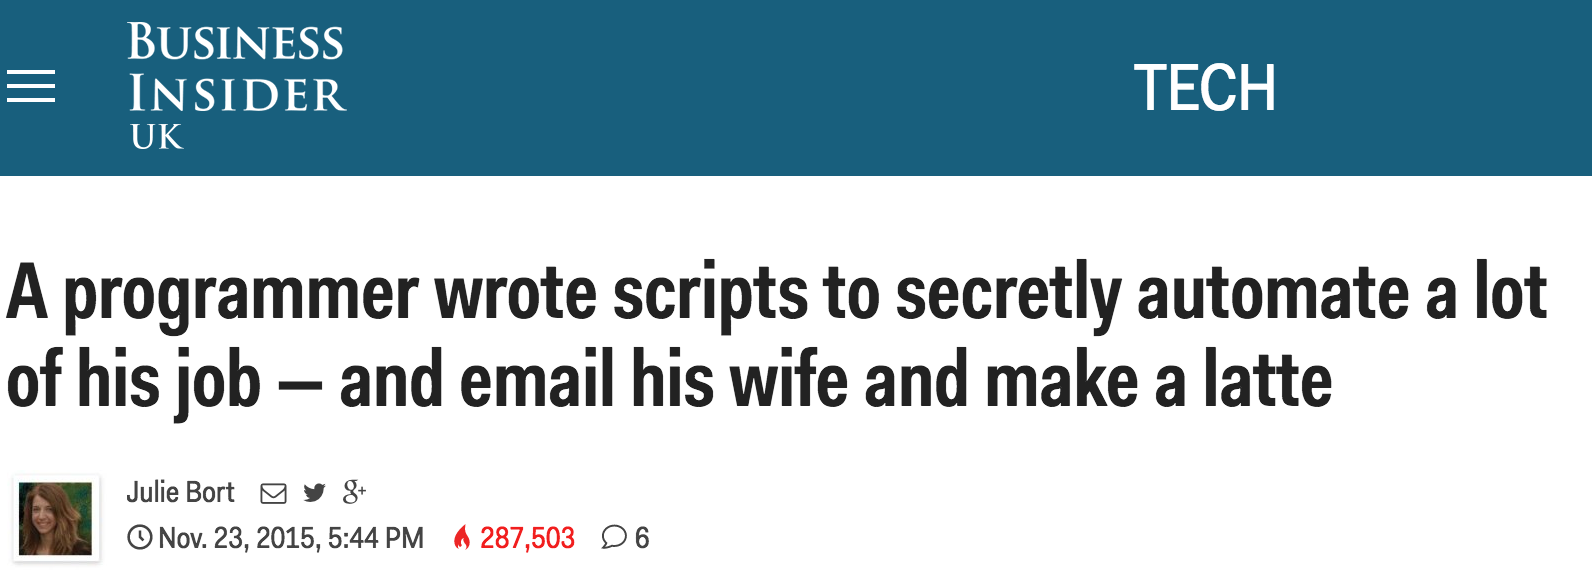 BUSINESS
INSIDER
UK
TECH
A programmer wrote scripts to secretly automate a lot
of his job — and email his wife and make a latte
Julie Bort g+
Nov. 23, 2015, 5:44 PM 287,503 6